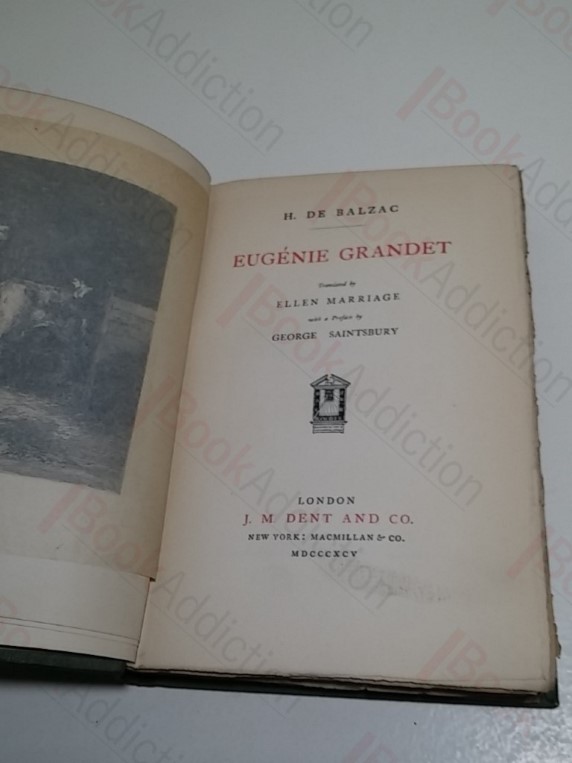 H. DE BALZAC
EUGÉNIE GRANDET
Translated by
ELLEN MARRIAGE
with a Preface by
GEORGE SAINTSBURY
LONDON
J. M. DENT AND CO.
NEW YORK: MACMILLAN & CO.
MDCCCXCV
BookAddiction